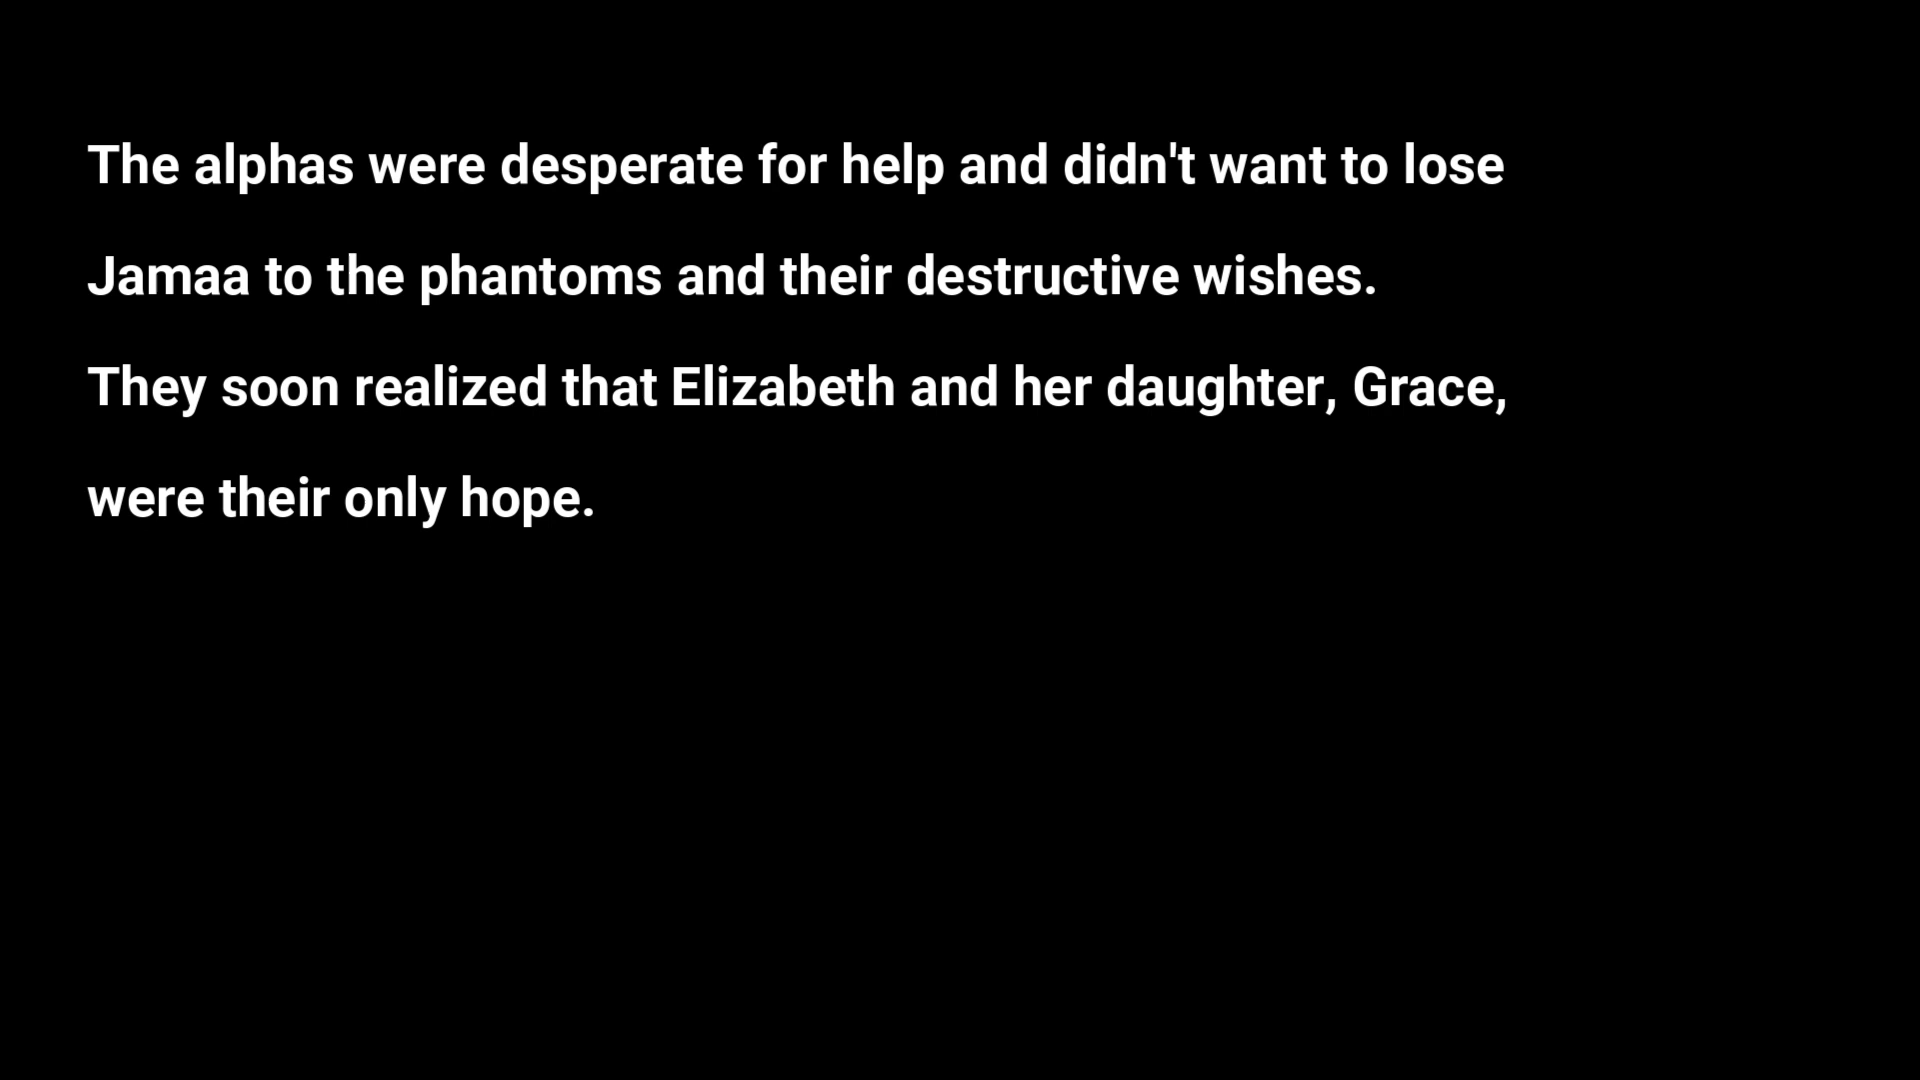 The alphas were desperate for help and didn't want to lose
Jamaa to the phantoms and their destructive wishes.
They soon realized that Elizabeth and her daughter, Grace,
were their only hope.